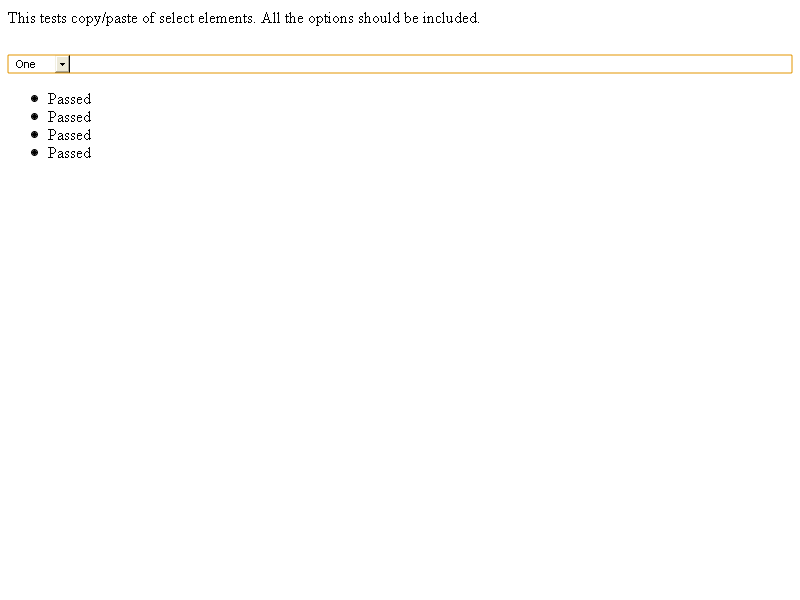 This tests copy/paste of select elements. All the options should be included.
One
Passed
Passed
Passed
Passed